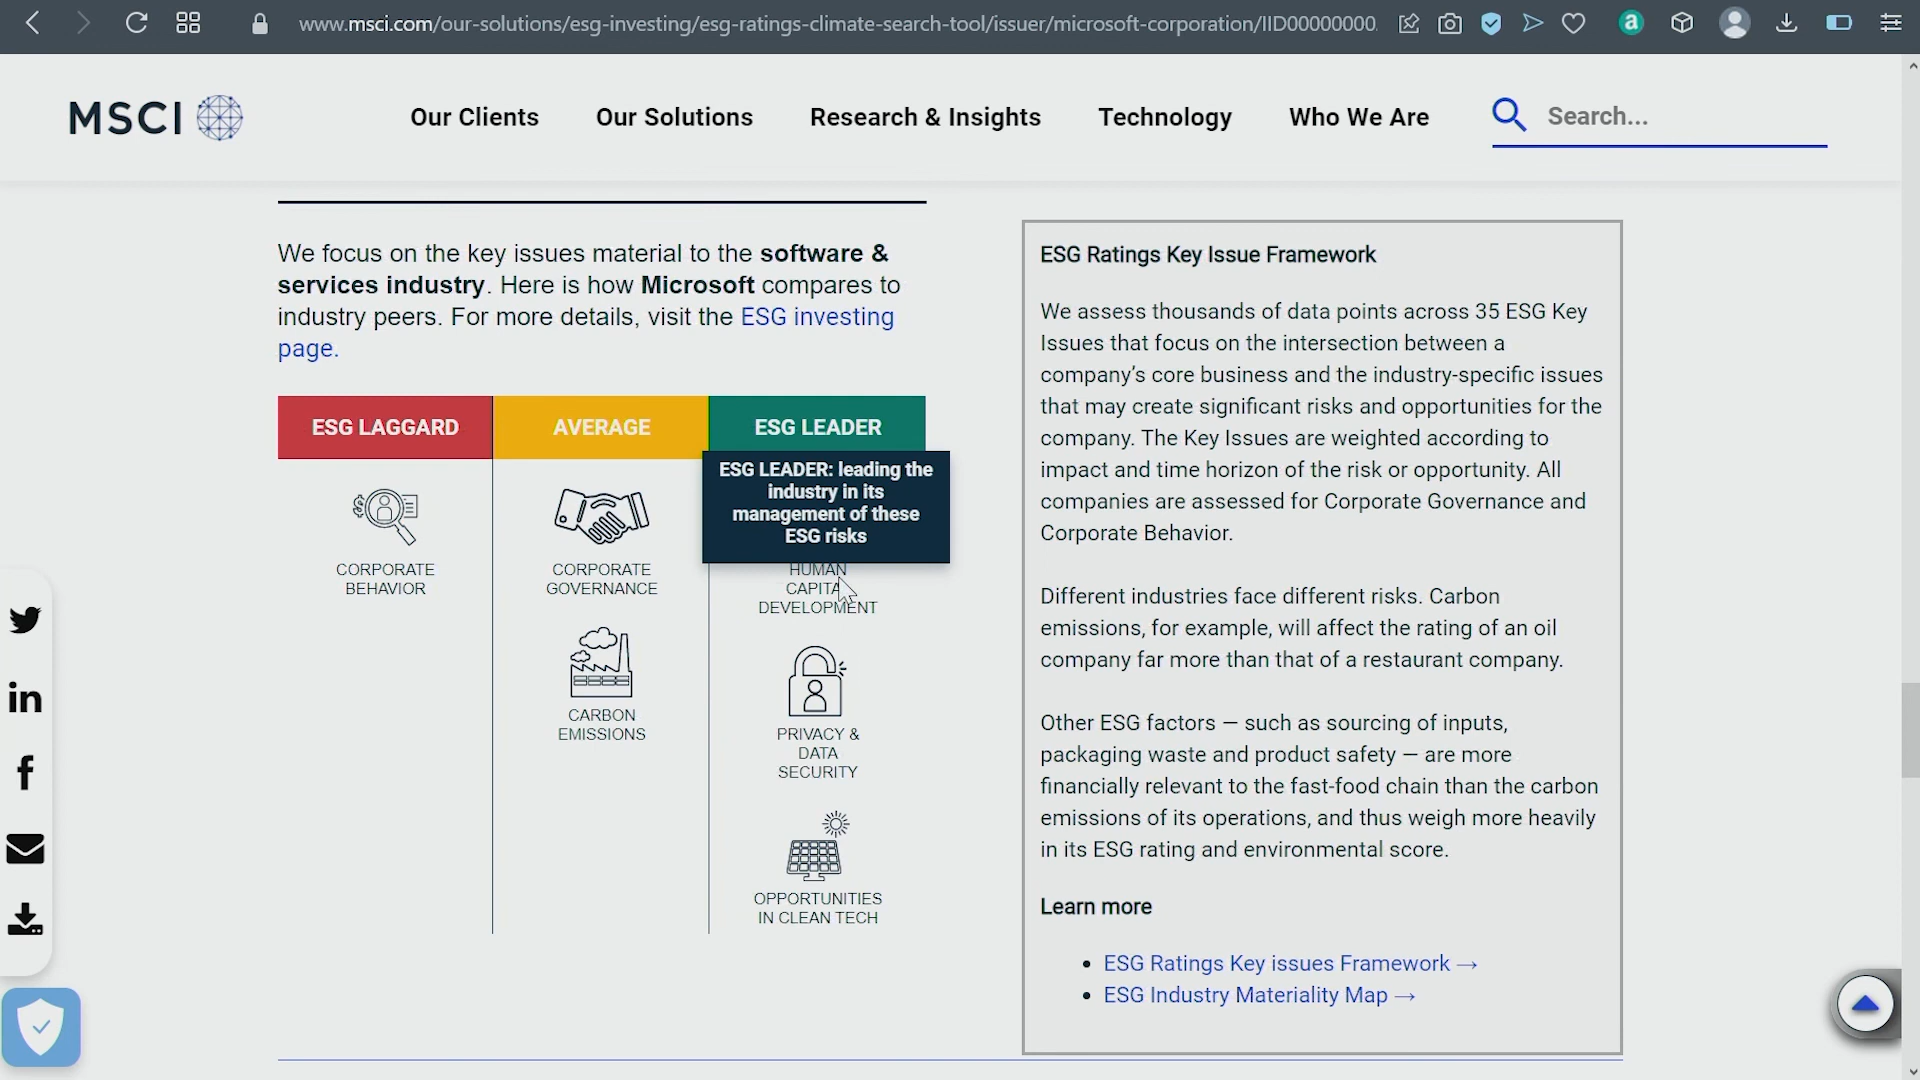 www.msci.com/our-solutions/esg-investing/esg-ratings-climate-search-tool/issuer/microsoft-corporation/IID00000000
a
MSCI
Our Clients
Our Solutions
Research & Insights
Technology
Who We Are
Search...
We focus on the key issues material to the software &
services industry. Here is how Microsoft compares to
industry peers. For more details, visit the ESG investing
page.
ESG LAGGARD
AVERAGE
ESG LEADER
ESG LEADER: leading the
industry in its
management of these
ESG risks
CORPORATE
BEHAVIOR
CORPORATE
GOVERNANCE
CARBON
EMISSIONS
HUMAN
CAPITA
DEVELOPMENT
PRIVACY &
DATA
SECURITY
OPPORTUNITIES
IN CLEAN TECH
ESG Ratings Key Issue Framework
We assess thousands of data points across 35 ESG Key
Issues that focus on the intersection between a
company’s core business and the industry-specific issues
that may create significant risks and opportunities for the
company. The Key Issues are weighted according to
impact and time horizon of the risk or opportunity. All
companies are assessed for Corporate Governance and
Corporate Behavior.
Different industries face different risks. Carbon
emissions, for example, will affect the rating of an oil
company far more than that of a restaurant company.
Other ESG factors — such as sourcing of inputs,
packaging waste and product safety — are more
financially relevant to the fast-food chain than the carbon
emissions of its operations, and thus weigh more heavily
in its ESG rating and environmental score.
Learn more
• ESG Ratings Key issues Framework →
• ESG Industry Materiality Map →